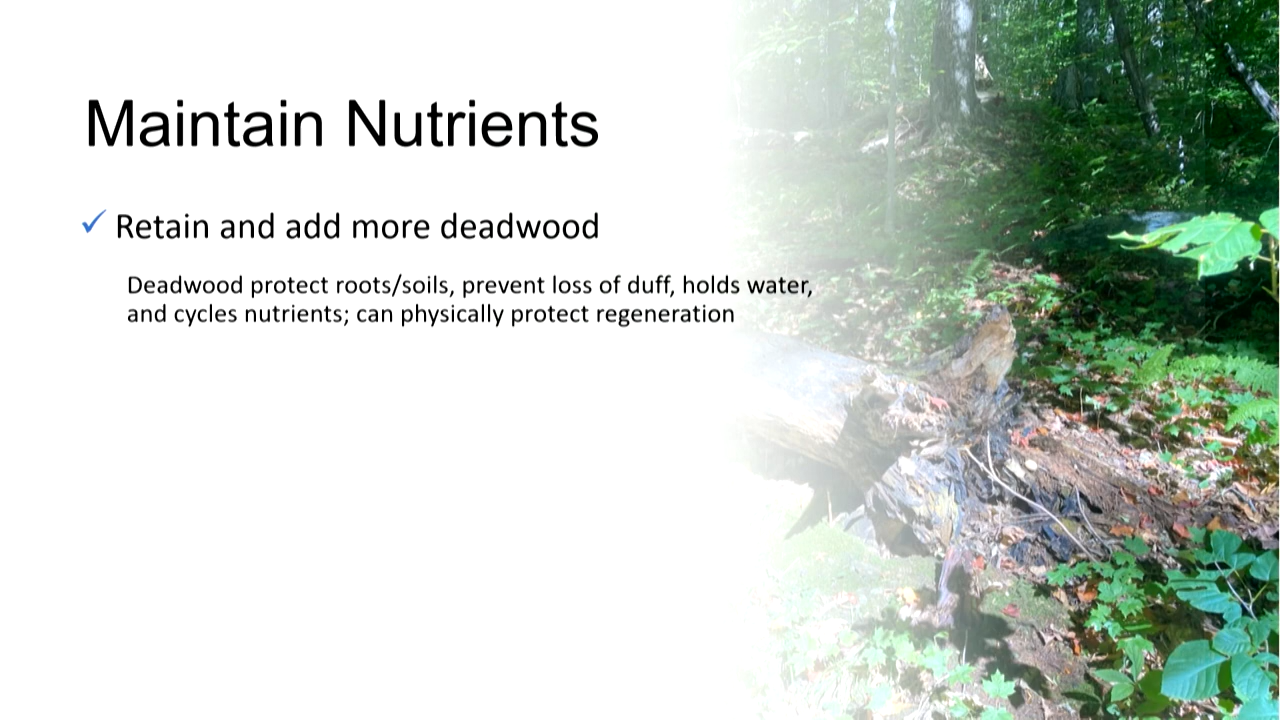 Maintain Nutrients
✓ Retain and add more deadwood
Deadwood protect roots/soils, prevent loss of duff, holds water,
and cycles nutrients; can physically protect regeneration